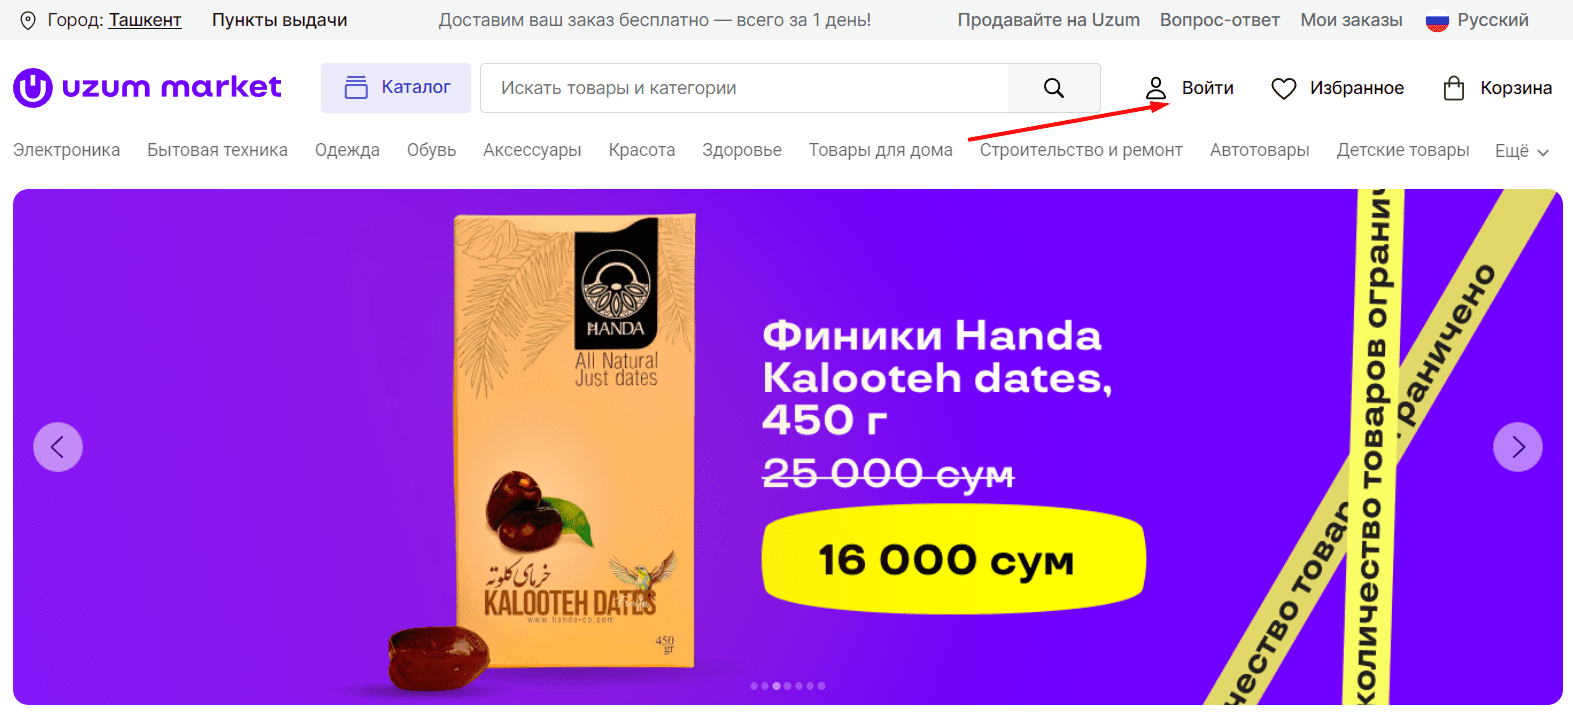 Город: Ташкент Пункты выдачи Доставим ваш заказ бесплатно — всего за 1 день! Продавайте на Uzum Вопрос-ответ Мои заказы Русский
uzum market Каталог Искать товары и категории Войти Избранное Корзина
Электроника Бытовая техника Одежда Обувь Аксессуары Красота Здоровье Товары для дома Строительство и ремонт Автотовары Детские товары Ещё
HANDA
All Natural
Just dates
خرمای کلوته
KALOOTEH DATES
www.handa-co.com
450
gr
Финики Handa
Kalooteh dates,
450 г
25 000 сум
16 000 сум
количество товаров огранич
чество товар раничено